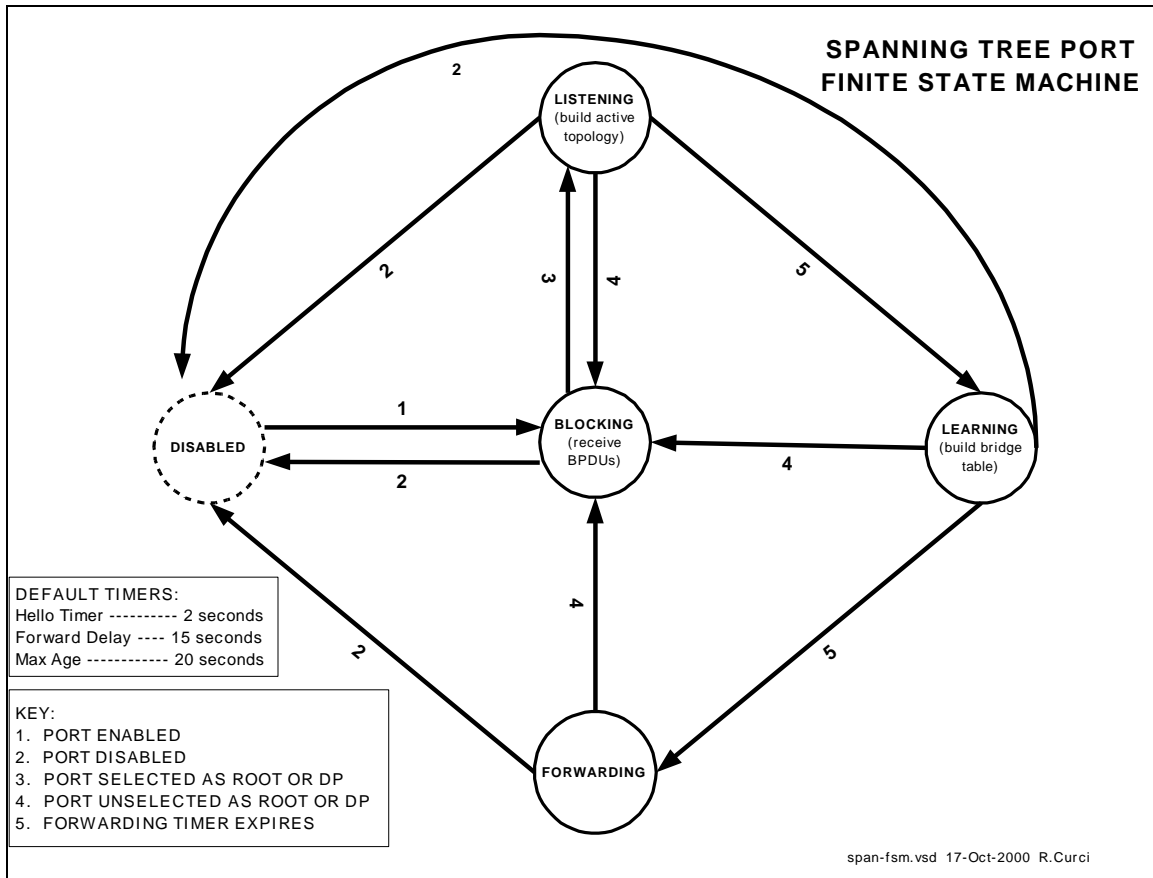 SPANNING TREE PORT
FINITE STATE MACHINE
2
LISTENING
(build active
topology)
2
3
4
5
DISABLED
1
2
BLOCKING
(receive
BPDUs)
4
LEARNING
(build bridge
table)
DEFAULT TIMERS:
Hello Timer ---------- 2 seconds
Forward Delay ---- 15 seconds
Max Age ------------ 20 seconds
2
4
5
KEY:
1. PORT ENABLED
2. PORT DISABLED
3. PORT SELECTED AS ROOT OR DP
4. PORT UNSELECTED AS ROOT OR DP
5. FORWARDING TIMER EXPIRES
FORWARDING
span-fsm.vsd 17-Oct-2000 R.Curci